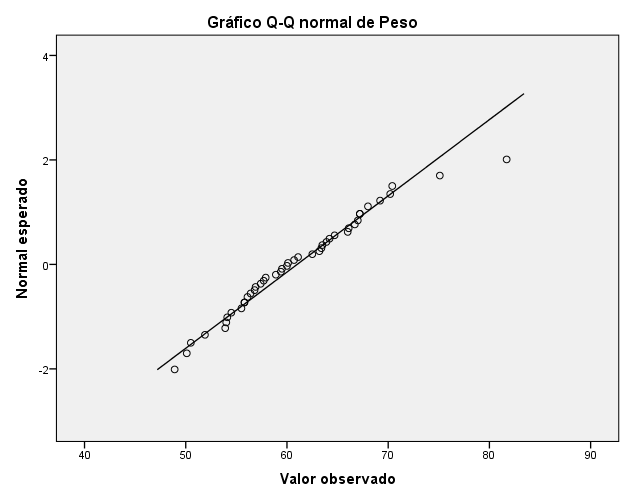 Gráfico Q-Q normal de Peso
4
2
0
-2
Normal esperado
40 50 60 70 80 90
Valor observado